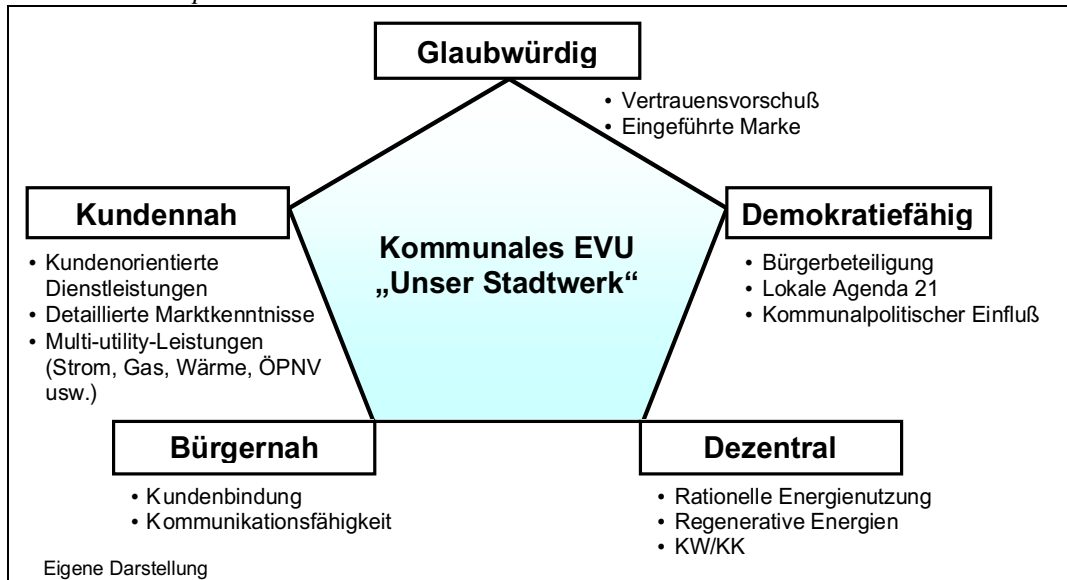 Glaubwürdig
• Vertrauensvorschuß
• Eingeführte Marke
Kundennah
• Kundenorientierte
Dienstleistungen
• Detaillierte Marktkenntnisse
• Multi-utility-Leistungen
(Strom, Gas, Wärme, ÖPNV
usw.)
Kommunales EVU
„Unser Stadtwerk“
Demokratiefähig
• Bürgerbeteiligung
• Lokale Agenda 21
• Kommunalpolitischer Einfluß
Bürgernah
• Kundenbindung
• Kommunikationsfähigkeit
Dezentral
• Rationelle Energienutzung
• Regenerative Energien
• KW/KK
Eigene Darstellung